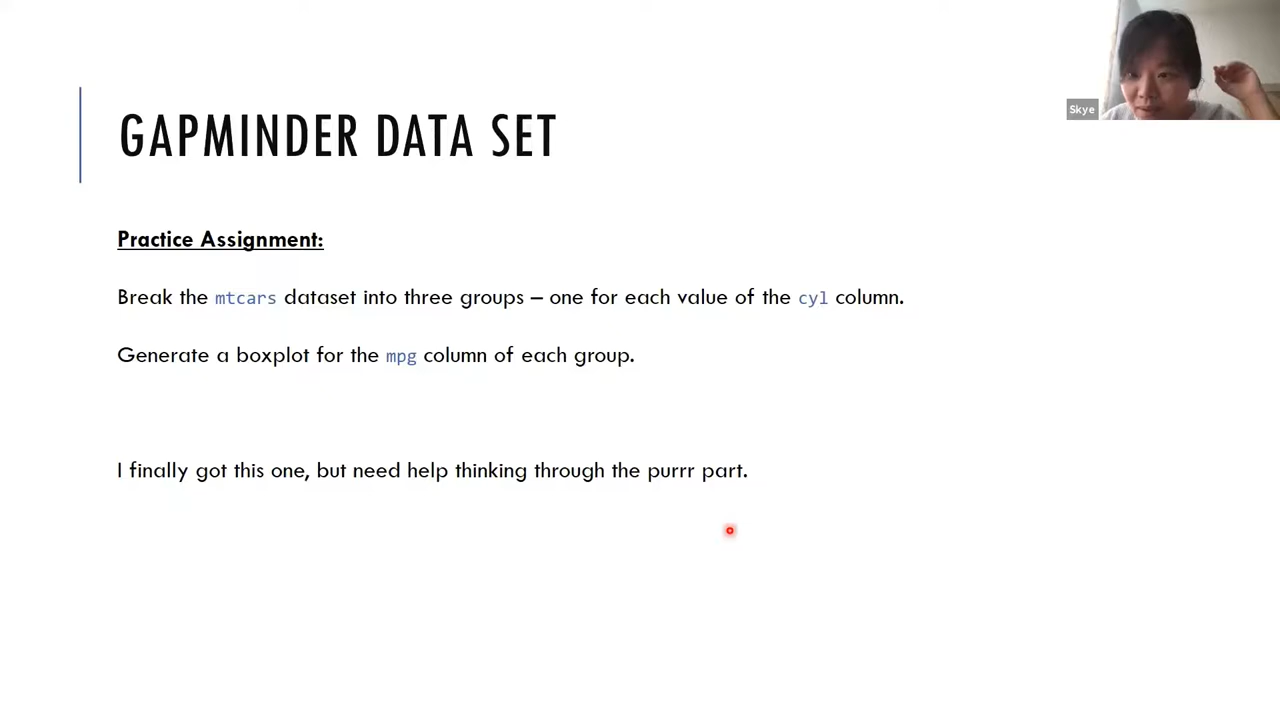 Skye
GAPMINDER DATA SET
Practice Assignment:
Break the mtcars dataset into three groups – one for each value of the cyl column.
Generate a boxplot for the mpg column of each group.
I finally got this one, but need help thinking through the purrr part.